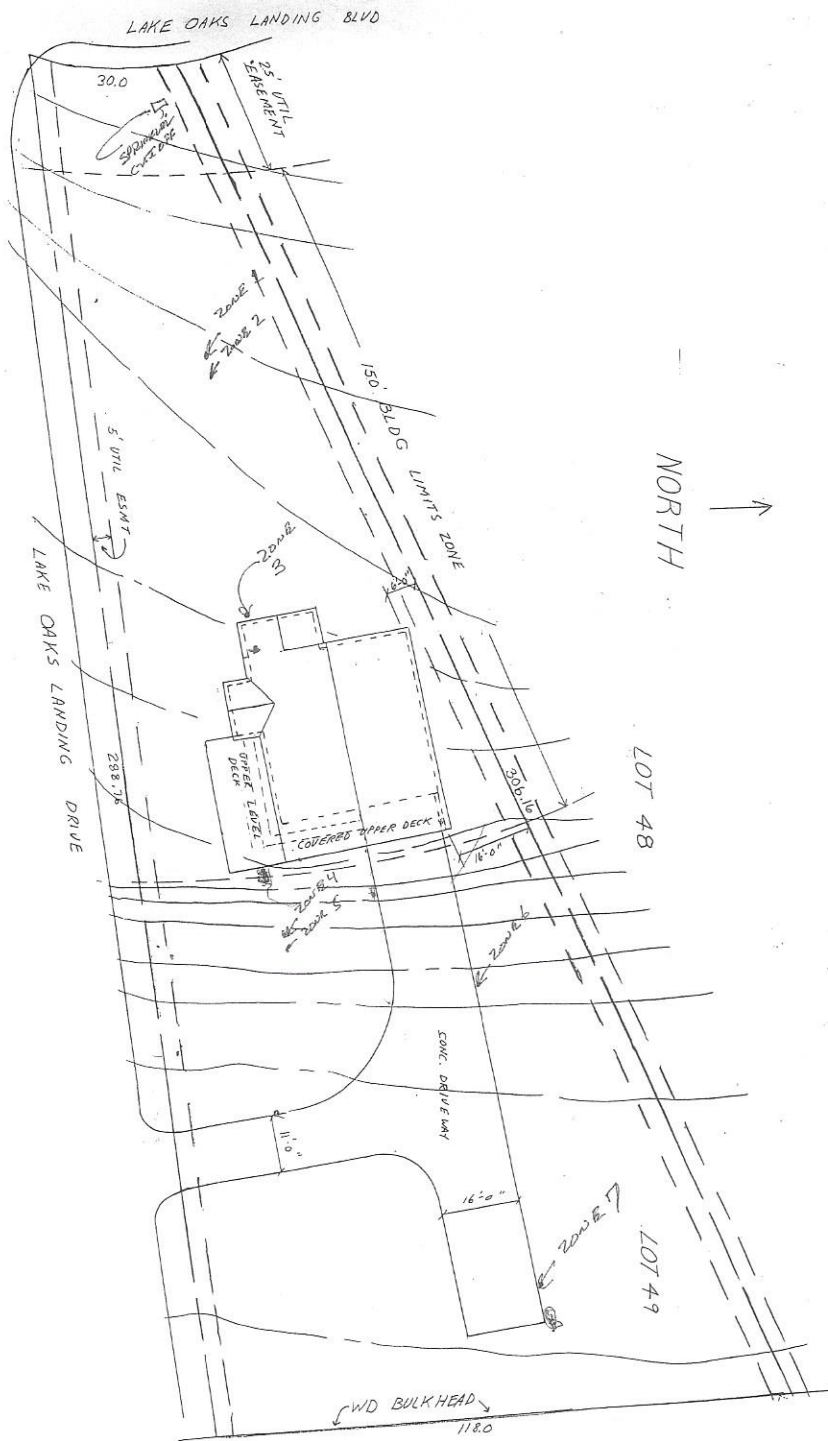 LAKE OAKS LANDING BLVD
30.0
25' UTIL
EASEMENT
SPRINKLER
CUTOFF
ZONE 1
ZONE 2
150' BLDG LIMITS ZONE
NORTH
5' UTIL ESMT
LAKE OAKS LANDING DRIVE
288.76
ZONE
3
6'-0"
306.16
LOT 48
UPPER LEVEL
DECK
COVERED UPPER DECK
16'-0"
ZONE 4
ZONE 5
ZONE 6
CONC. DRIVEWAY
11'-0"
16'-0"
ZONE 7
LOT 49
WD BULKHEAD
118.0